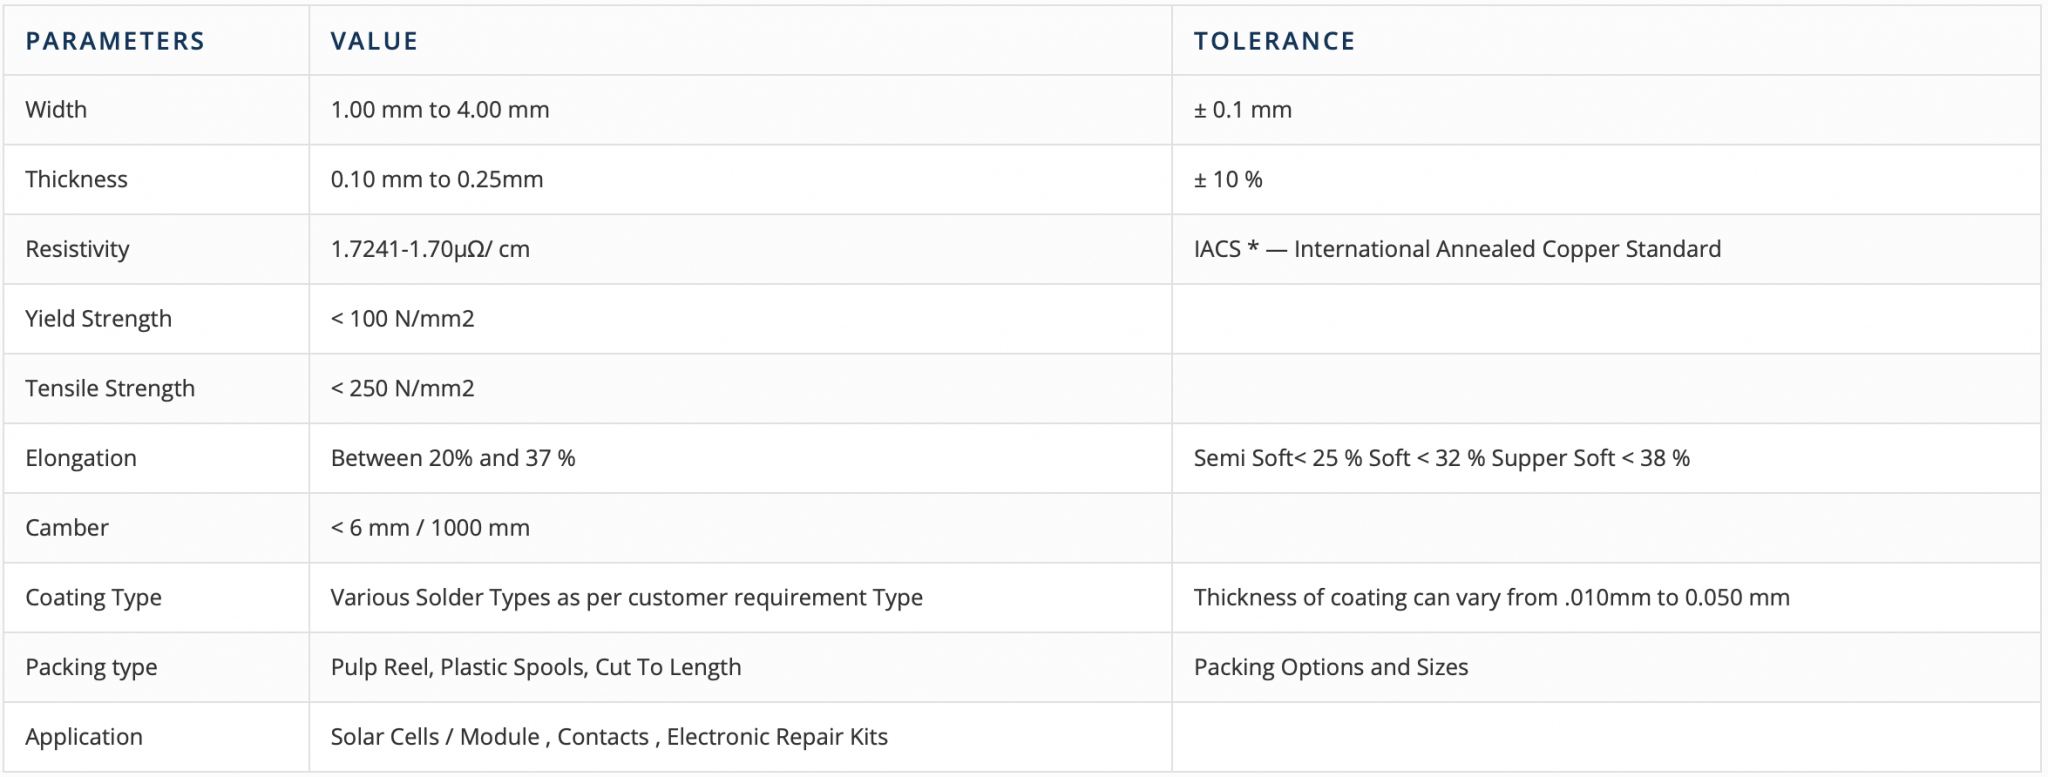 PARAMETERS VALUE TOLERANCE
Width 1.00 mm to 4.00 mm ± 0.1 mm
Thickness 0.10 mm to 0.25mm ± 10 %
Resistivity 1.7241-1.70µΩ/ cm IACS * — International Annealed Copper Standard
Yield Strength < 100 N/mm2
Tensile Strength < 250 N/mm2
Elongation Between 20% and 37 % Semi Soft< 25 % Soft < 32 % Supper Soft < 38 %
Camber < 6 mm / 1000 mm
Coating Type Various Solder Types as per customer requirement Type Thickness of coating can vary from .010mm to 0.050 mm
Packing type Pulp Reel, Plastic Spools, Cut To Length Packing Options and Sizes
Application Solar Cells / Module , Contacts , Electronic Repair Kits